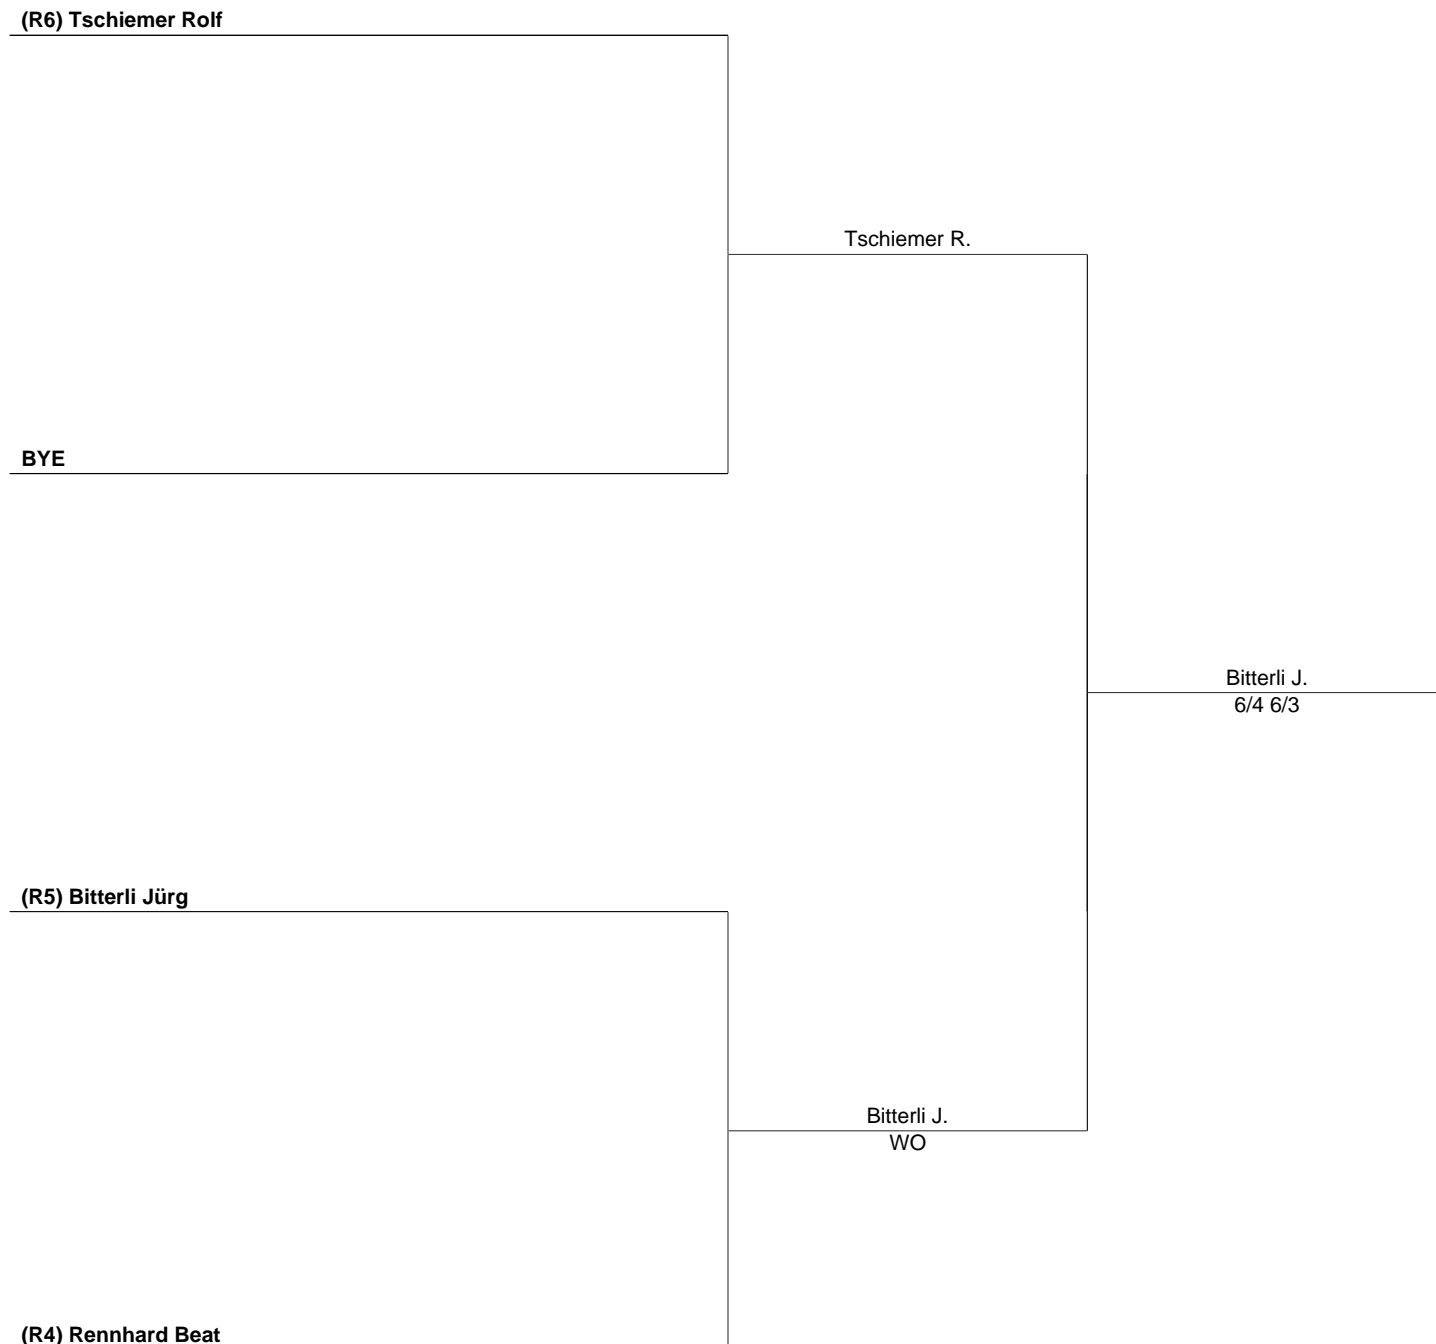 (R6) Tschiemer Rolf
Tschiemer R.
BYE
Bitterli J.
6/4 6/3
(R5) Bitterli Jürg
Bitterli J.
WO
(R4) Rennhard Beat